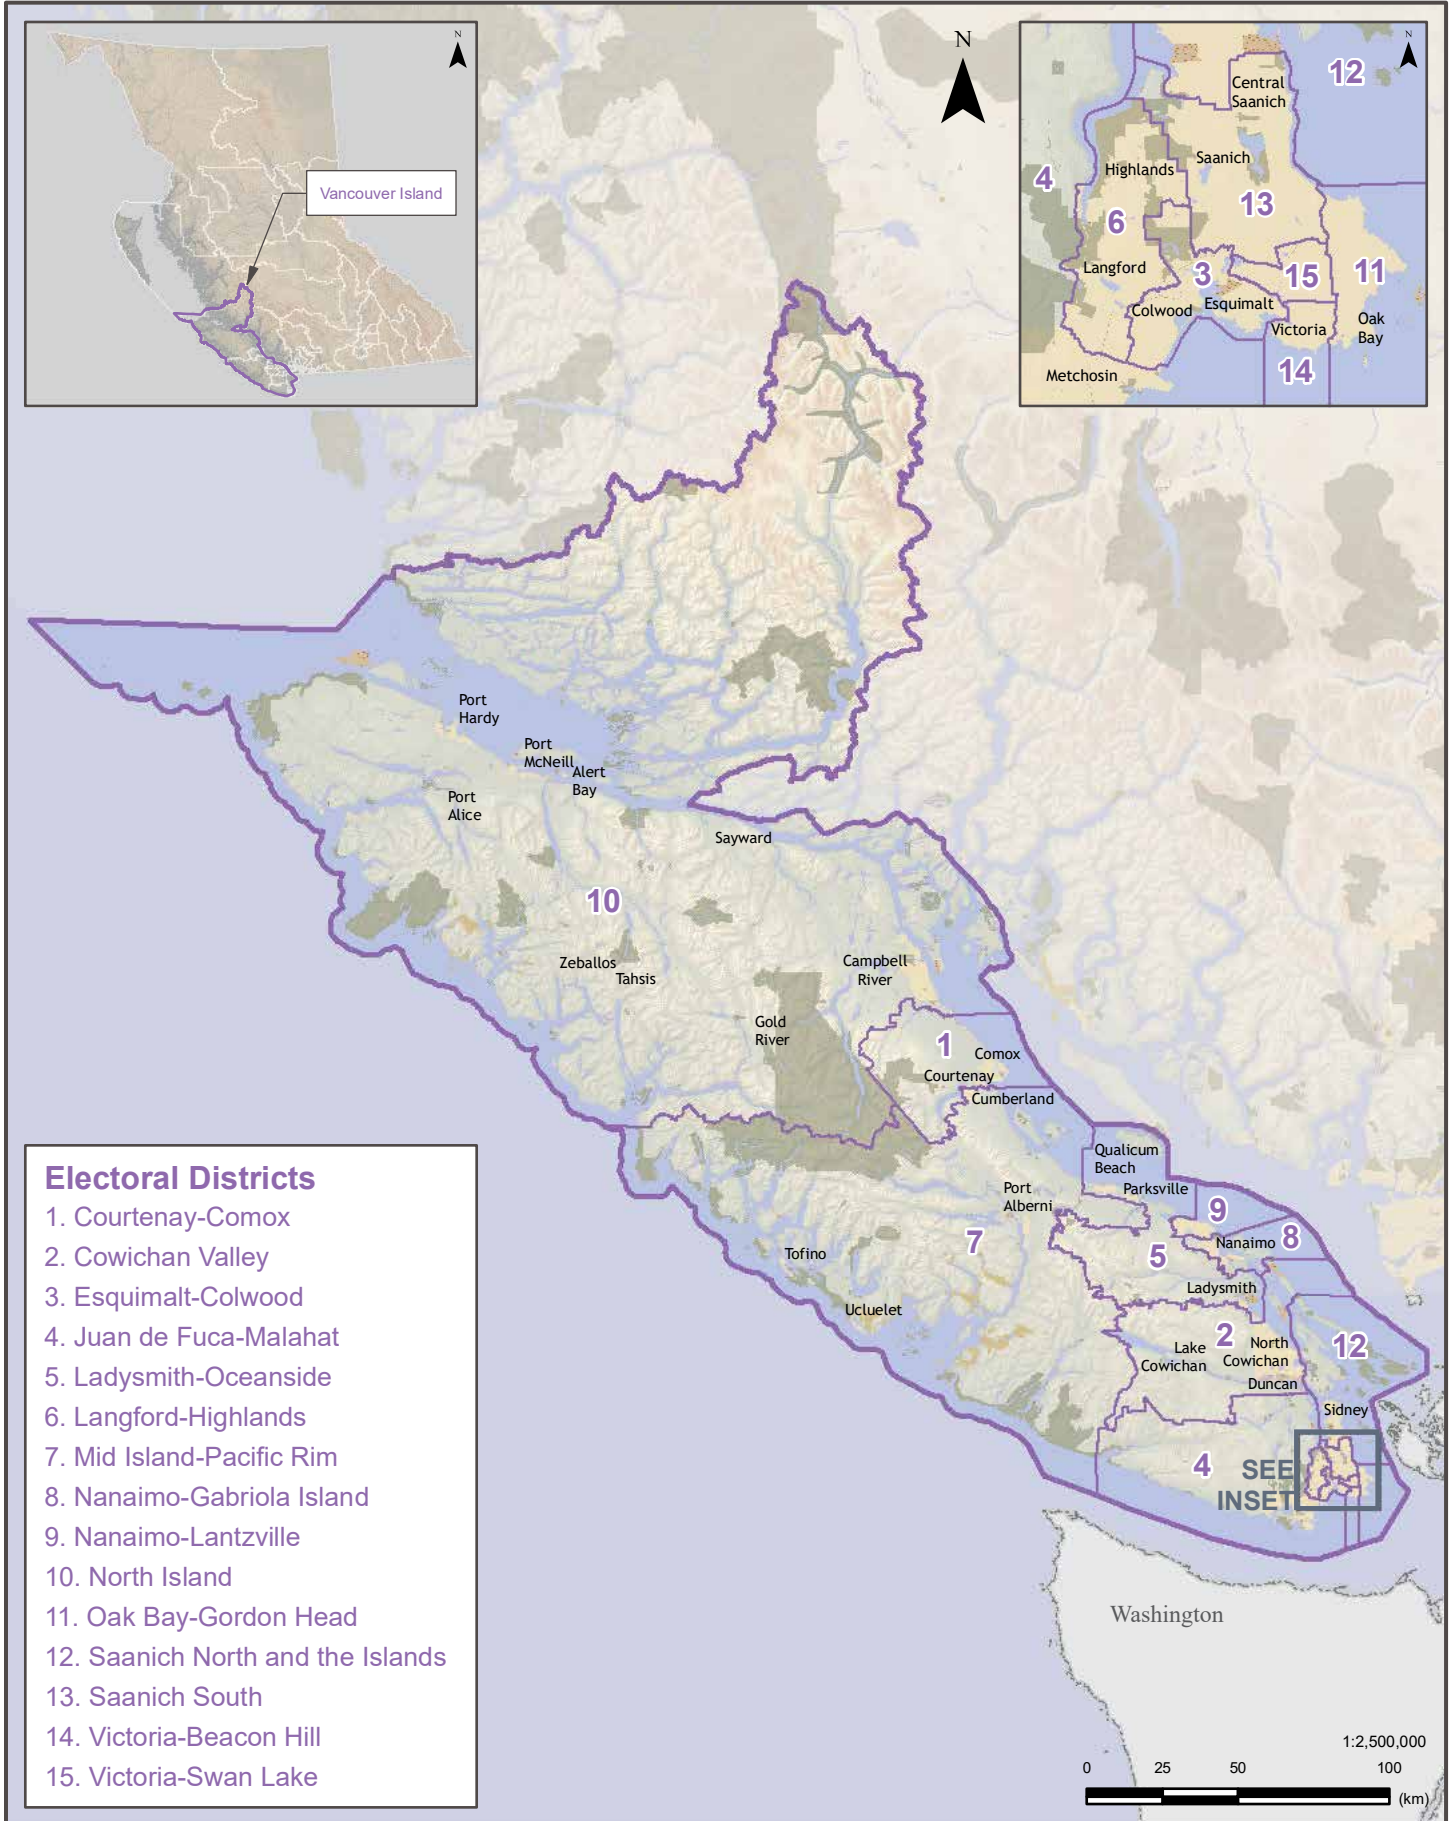 N
Vancouver Island
N
N
12
Central
Saanich
Saanich
Highlands
4
13
6
Langford
3
15
11
Colwood
Esquimalt
Victoria
Oak
Bay
14
Metchosin
Port
Hardy
Port
McNeill
Alert
Bay
Port
Alice
Sayward
10
Zeballos
Tahsis
Campbell
River
Gold
River
1
Comox
Courtenay
Cumberland
Qualicum
Beach
Parksville
Port
Alberni
9
7
5
Nanaimo
8
Tofino
Ladysmith
Ucluelet
2
North
Cowichan
Lake
Cowichan
12
Duncan
Sidney
4
SEE
INSET
Electoral Districts
1. Courtenay-Comox
2. Cowichan Valley
3. Esquimalt-Colwood
4. Juan de Fuca-Malahat
5. Ladysmith-Oceanside
6. Langford-Highlands
7. Mid Island-Pacific Rim
8. Nanaimo-Gabriola Island
9. Nanaimo-Lantzville
10. North Island
11. Oak Bay-Gordon Head
12. Saanich North and the Islands
13. Saanich South
14. Victoria-Beacon Hill
15. Victoria-Swan Lake
Washington
1:2,500,000
0 25 50 100
(km)